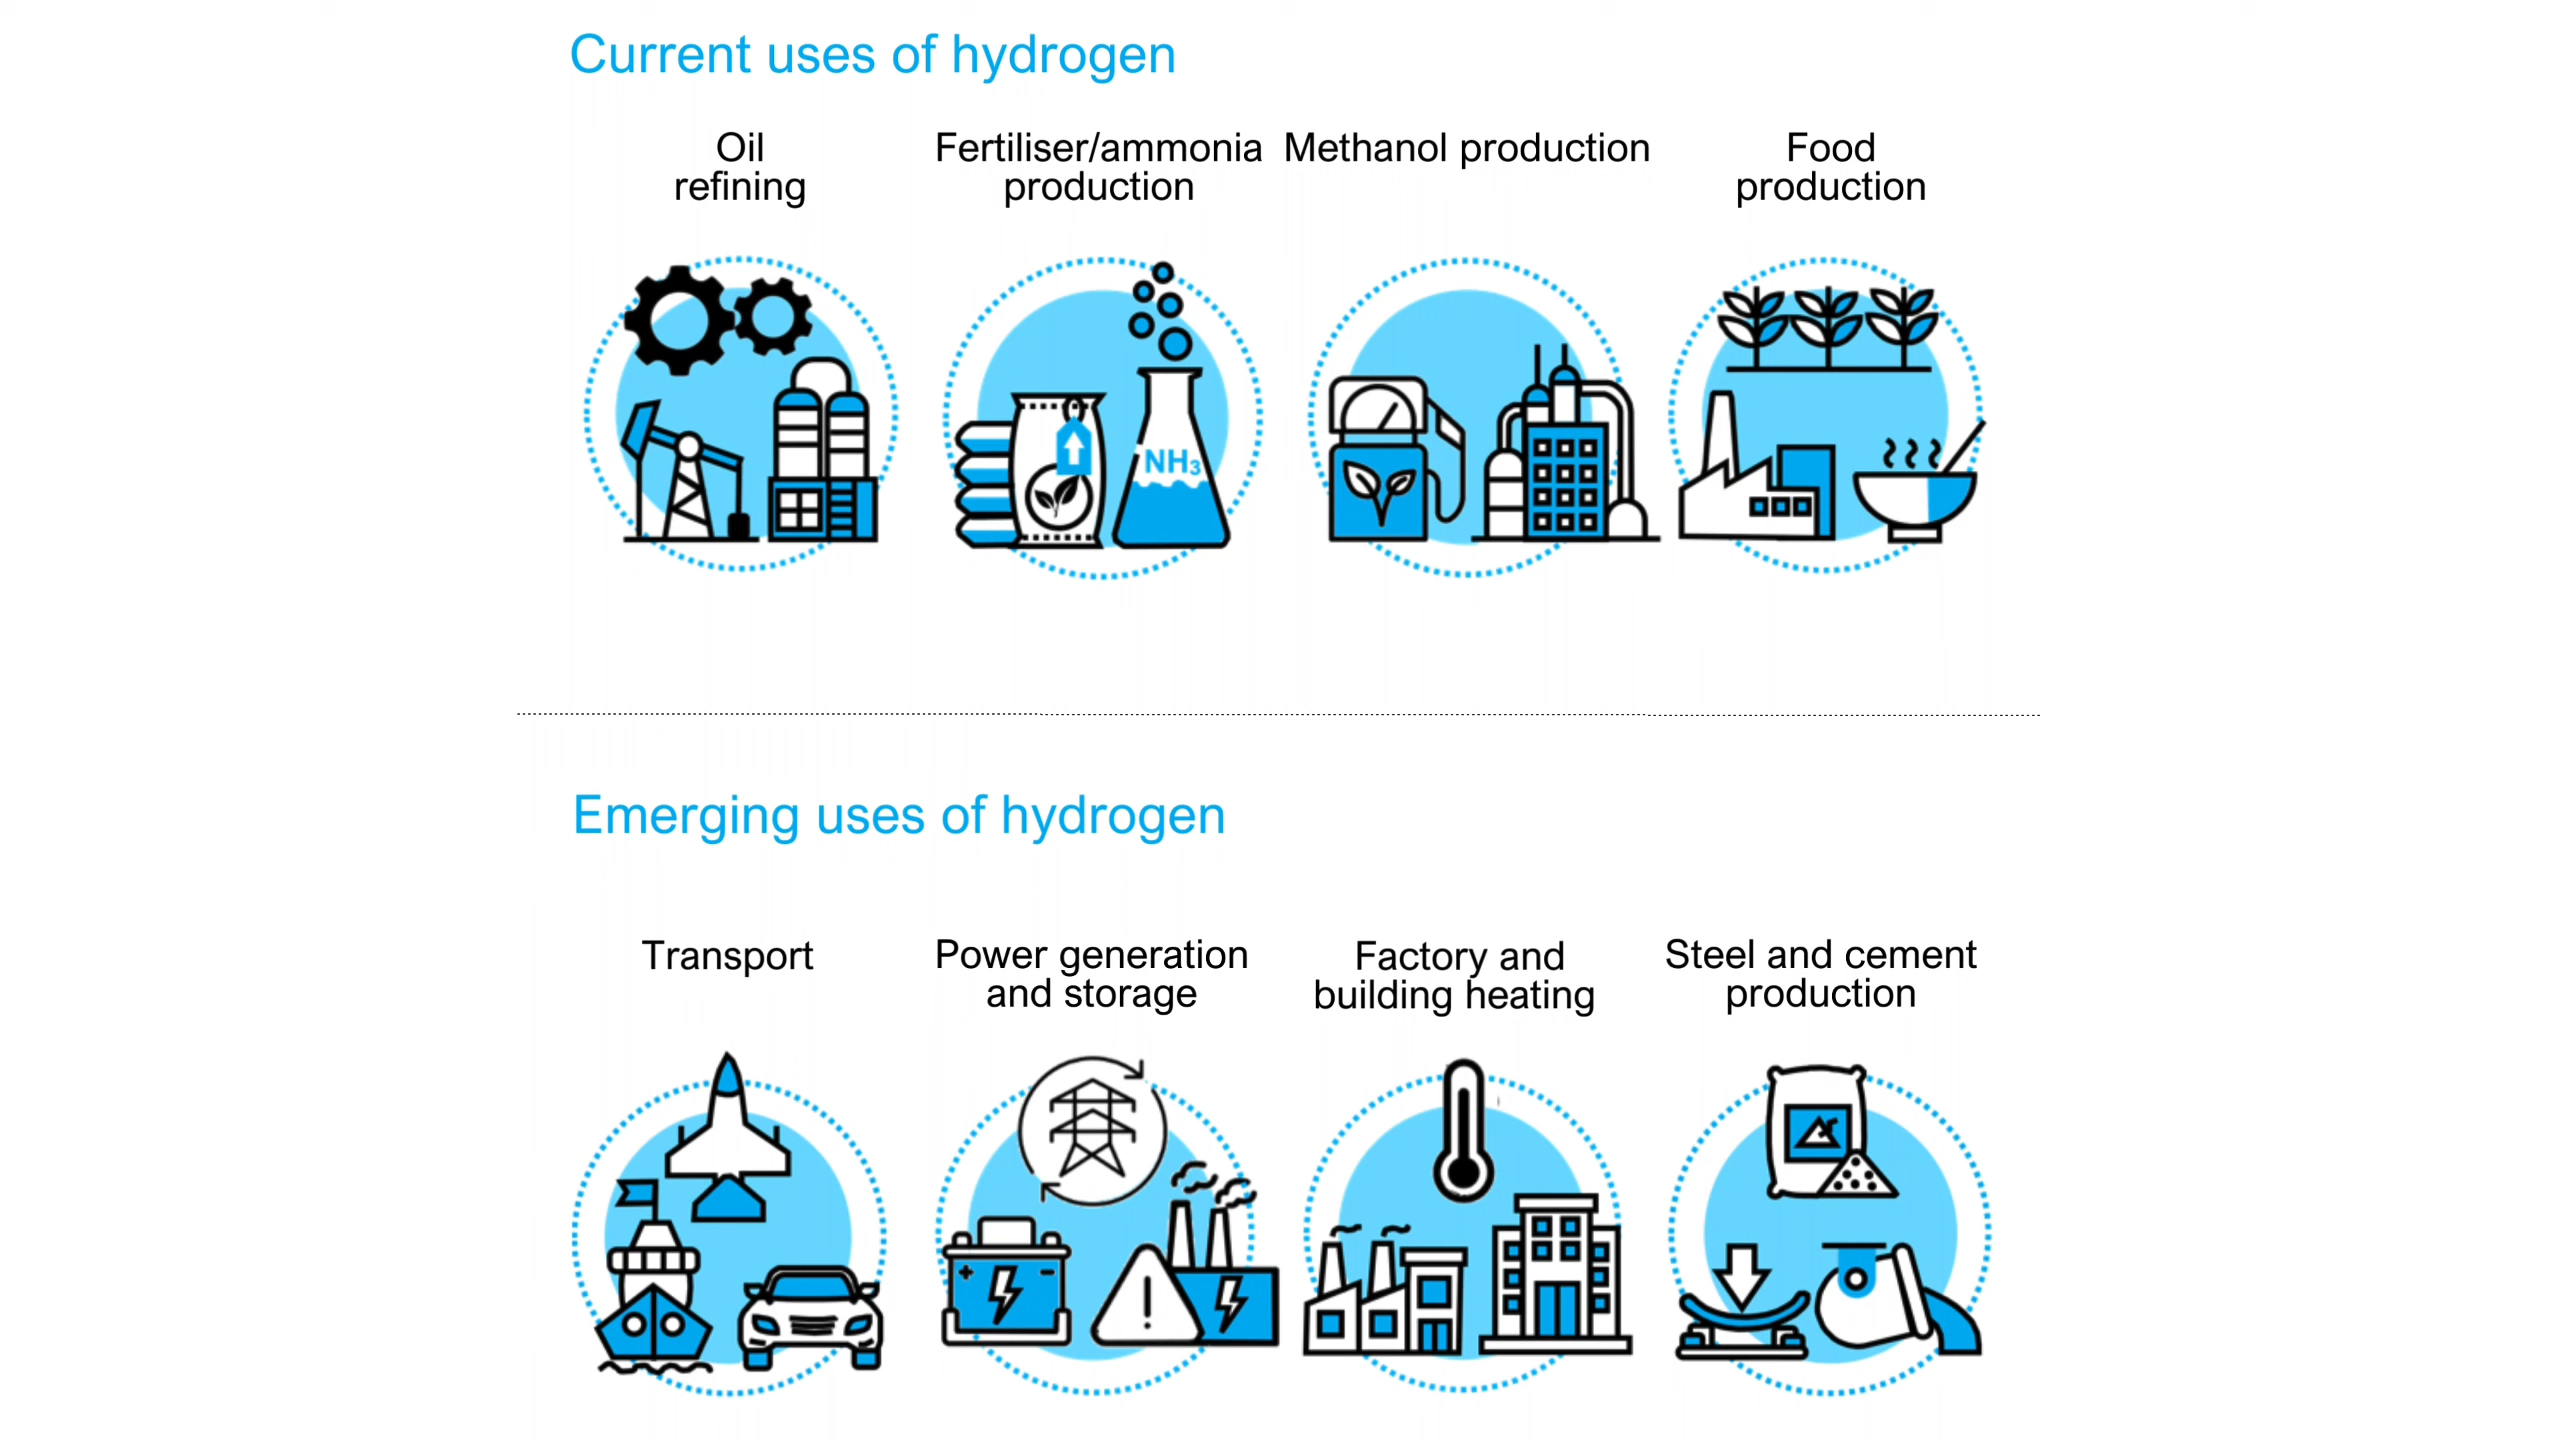 Current uses of hydrogen
Oil
refining
Fertiliser/ammonia
production
Methanol production
Food
production
NH3
Emerging uses of hydrogen
Transport
Power generation
and storage
Factory and
building heating
Steel and cement
production